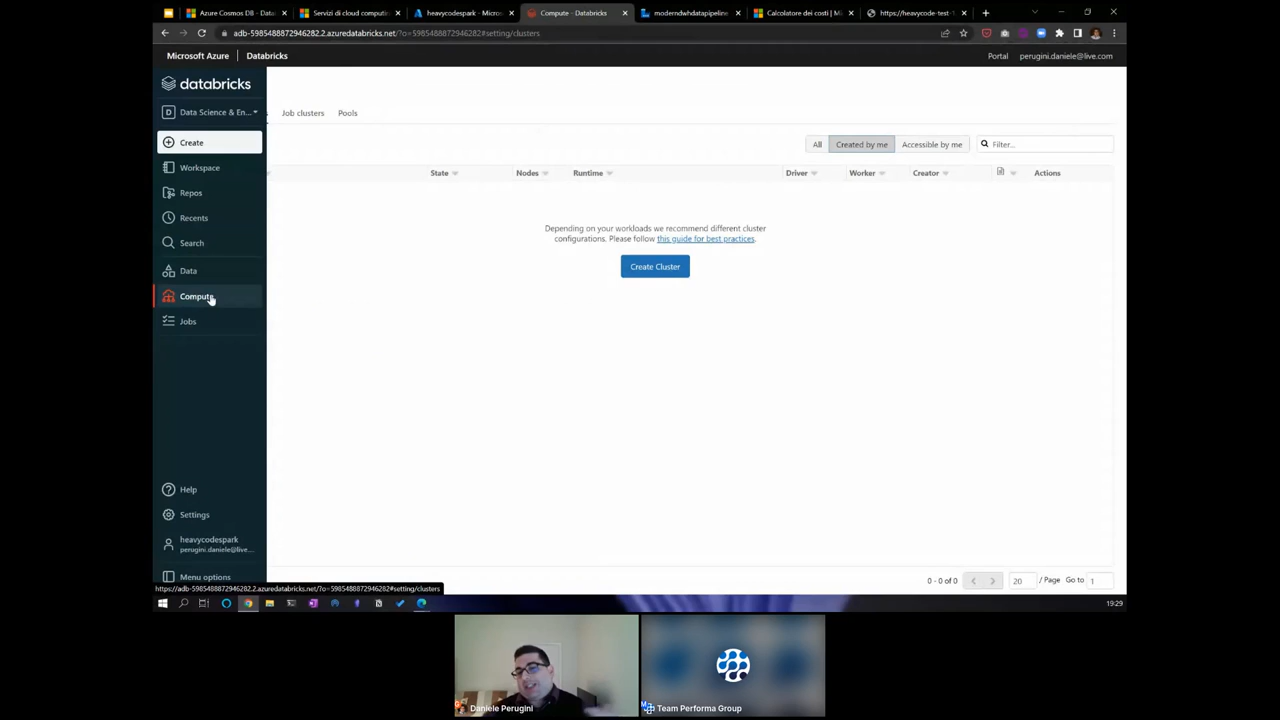 Azure Cosmos DB - Data
Servizi di cloud computin
heavycodespark - Micros
Compute - Databricks
moderndwhdatapipeline
Calcolatore dei costi | Mi
https://heavycode-test-
adb-5985488872946282.2.azuredatabricks.net/?o=5985488872946282#setting/clusters
Microsoft Azure
Databricks
Portal
perugini.daniele@live.com
databricks
D
Data Science & En...
Job clusters
Pools
Create
All
Created by me
Accessible by me
Filter...
Workspace
State
Nodes
Runtime
Driver
Worker
Creator
Actions
Repos
Recents
Search
Depending on your workloads we recommend different cluster
configurations. Please follow this guide for best practices.
Create Cluster
Data
Compute
Jobs
Help
Settings
heavycodespark
perugini.daniele@live...
Menu options
0 - 0 of 0
20
/ Page
Go to
1
https://adb-5985488872946282.2.azuredatabricks.net/?o=5985488872946282#setting/clusters
19:29
Daniele Perugini
Team Performa Group